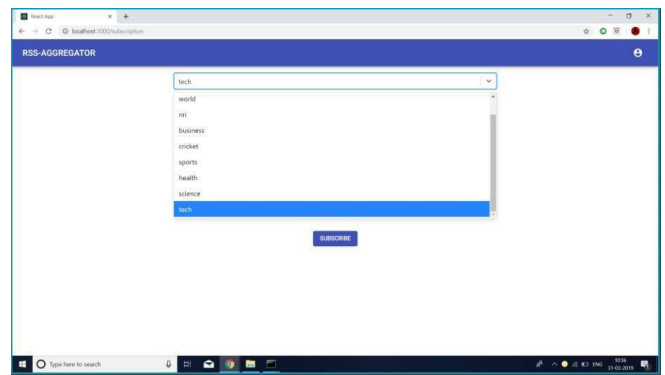 React App
localhost:3000/subscription
RSS-AGGREGATOR
tech
world
nri
business
cricket
sports
health
science
tech
SUBSCRIBE
Type here to search
ENG
10:36
31-03-2019